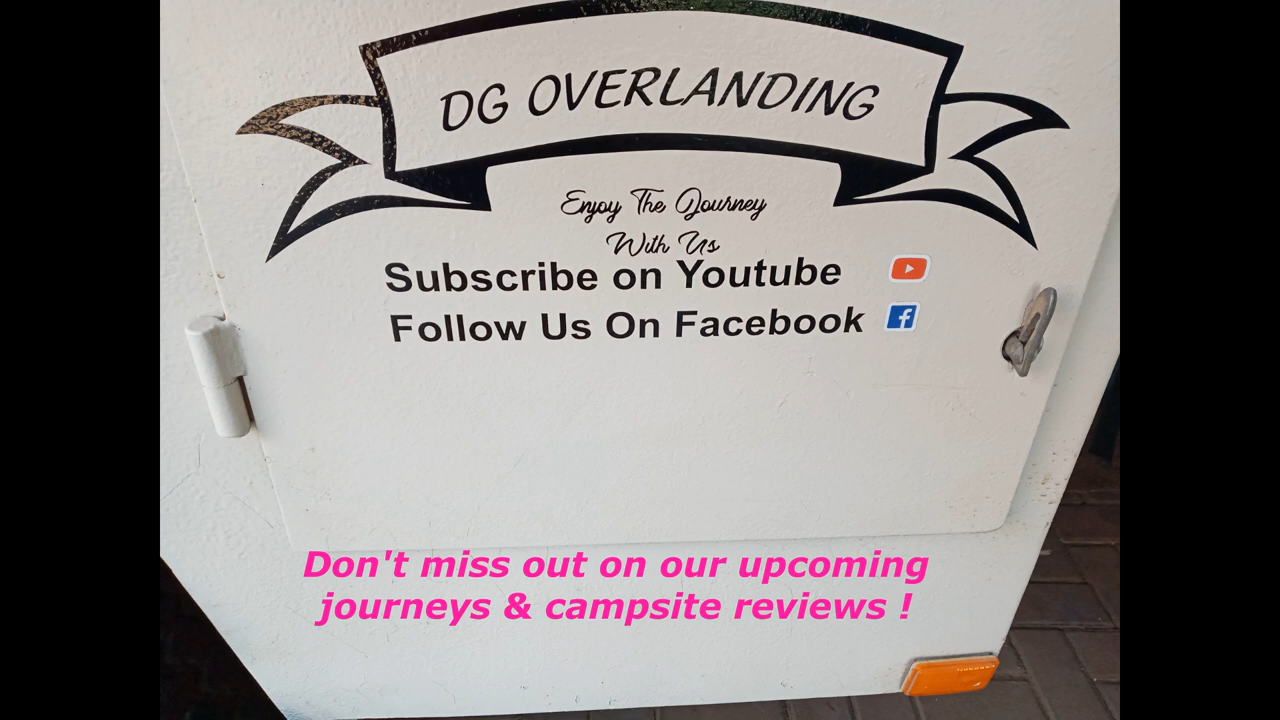 DG OVERLANDING
Enjoy The Journey
With Us
Subscribe on Youtube
Follow Us On Facebook
Don't miss out on our upcoming
journeys & campsite reviews !